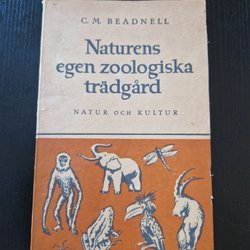 C. M. BEADNELL
Naturens
egen zoologiska
trädgård
NATUR OCH KULTUR